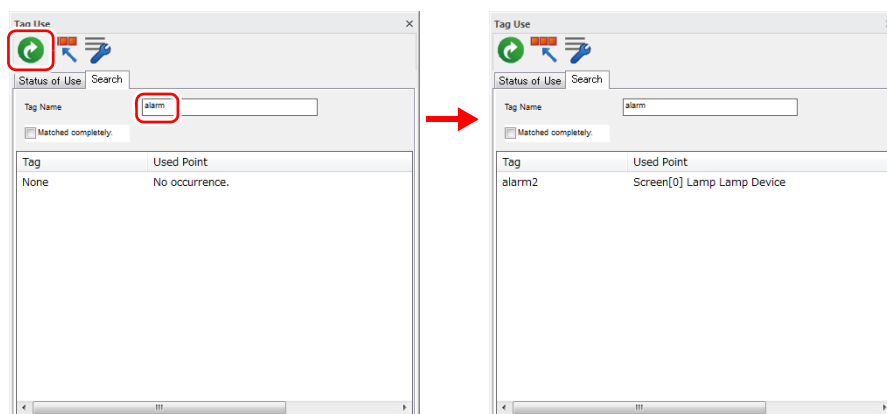 Tag Use
Status of Use Search
Tag Name alarm
Matched completely.
Tag Used Point
None No occurrence.
Tag Use
Status of Use Search
Tag Name alarm
Matched completely.
Tag Used Point
alarm2 Screen[0] Lamp Lamp Device